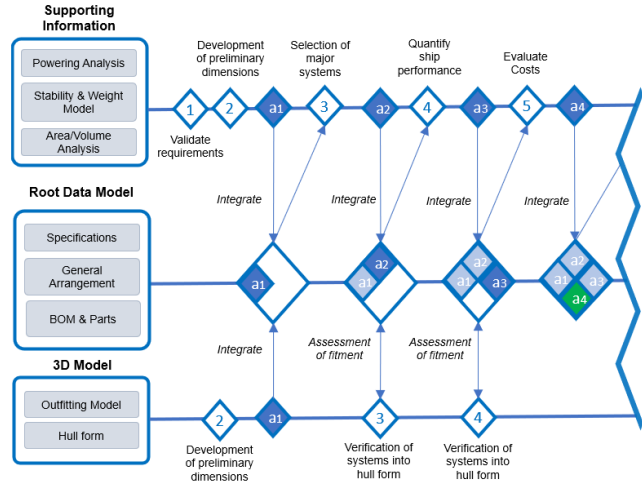 Supporting
Information
Powering Analysis
Stability & Weight
Model
Area/Volume
Analysis
Development
of preliminary
dimensions
Selection of
major
systems
Quantify
ship
performance
Evaluate
Costs
1
2
a1
3
a2
4
a3
5
a4
Validate
requirements
Integrate
Integrate
Integrate
Integrate
Root Data Model
Specifications
General
Arrangement
BOM & Parts
a1
a2
a1
a2
a1
a3
a2
a1
a3
a4
Integrate
Assessment
of fitment
Assessment
of fitment
3D Model
Outfitting Model
Hull form
2
a1
3
4
Development
of preliminary
dimensions
Verification of
systems into
hull form
Verification of
systems into
hull form